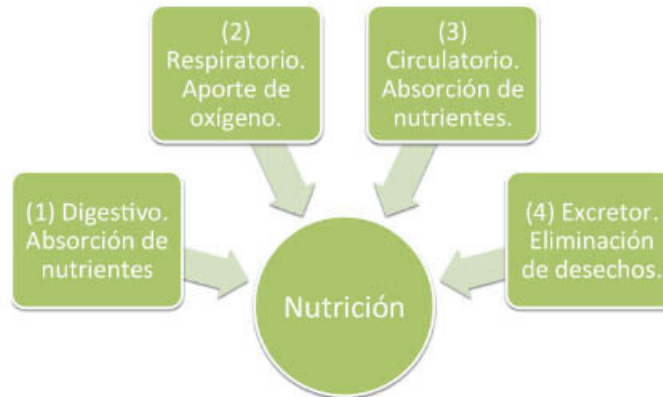 (1) Digestivo.
Absorción de
nutrientes
(2)
Respiratorio.
Aporte de
oxígeno.
(3)
Circulatorio.
Absorción de
nutrientes.
(4) Excretor.
Eliminación
de desechos.
Nutrición